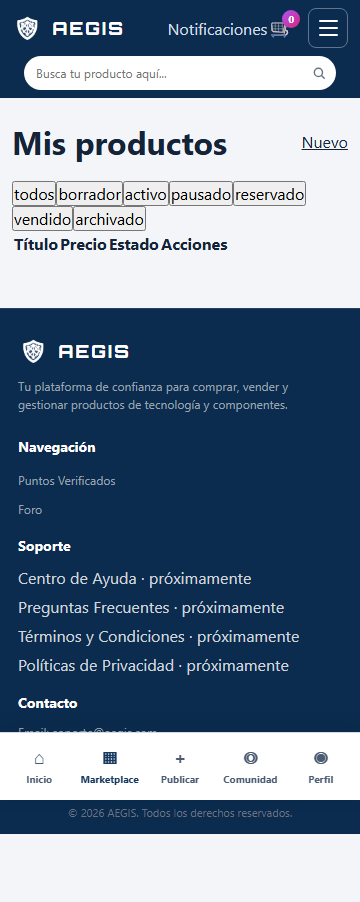 AEGIS
Notificaciones
0
Busca tu producto aquí...
Mis productos
Nuevo
todos borrador activo pausado reservado
vendido archivado
Título Precio Estado Acciones
AEGIS
Tu plataforma de confianza para comprar, vender y
gestionar productos de tecnología y componentes.
Navegación
Puntos Verificados
Foro
Soporte
Centro de Ayuda · próximamente
Preguntas Frecuentes · próximamente
Términos y Condiciones · próximamente
Políticas de Privacidad · próximamente
Contacto
Inicio
Marketplace
Publicar
Comunidad
Perfil
© 2026 AEGIS. Todos los derechos reservados.